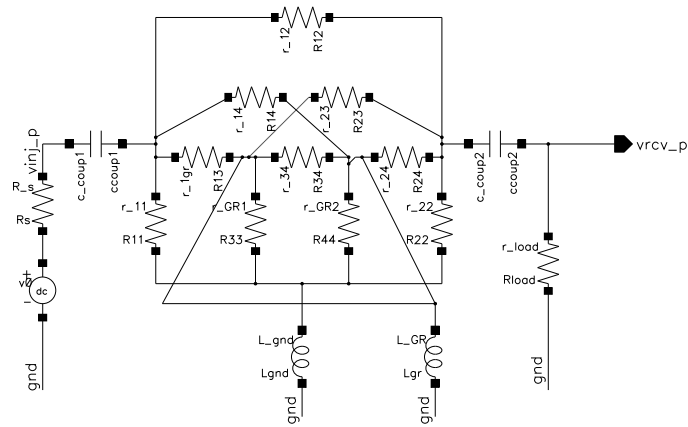 r_12
R12
r_14
R14
r_23
R23
vinj_p
c_coup1
ccoup1
r_1gr
R13
r_34
R34
r_24
R24
c_coup2
ccoup2
vrcv_p
R_s
Rs
r_11
R11
r_GR1
R33
r_GR2
R44
r_22
R22
r_load
Rload
+
dc
-
L_gnd
Lgnd
L_GR
Lgr
gnd
gnd
gnd
gnd